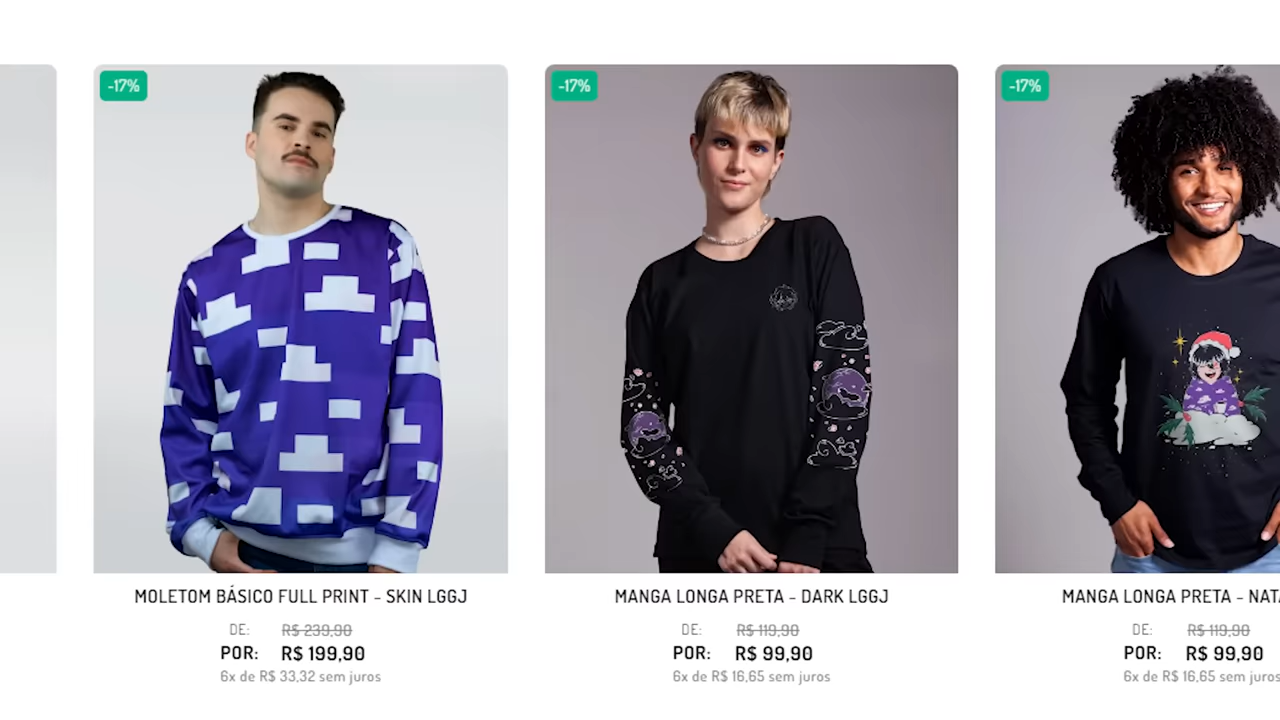 -17%
-17%
-17%
MOLETOM BÁSICO FULL PRINT - SKIN LGGJ
DE: R$ 239,90
POR: R$ 199,90
6x de R$ 33,32 sem juros
MANGA LONGA PRETA - DARK LGGJ
DE: R$ 119,90
POR: R$ 99,90
6x de R$ 16,65 sem juros
MANGA LONGA PRETA -
DE: R$ 119,90
POR: R$ 99,90
6x de R$ 16,65 sem juros